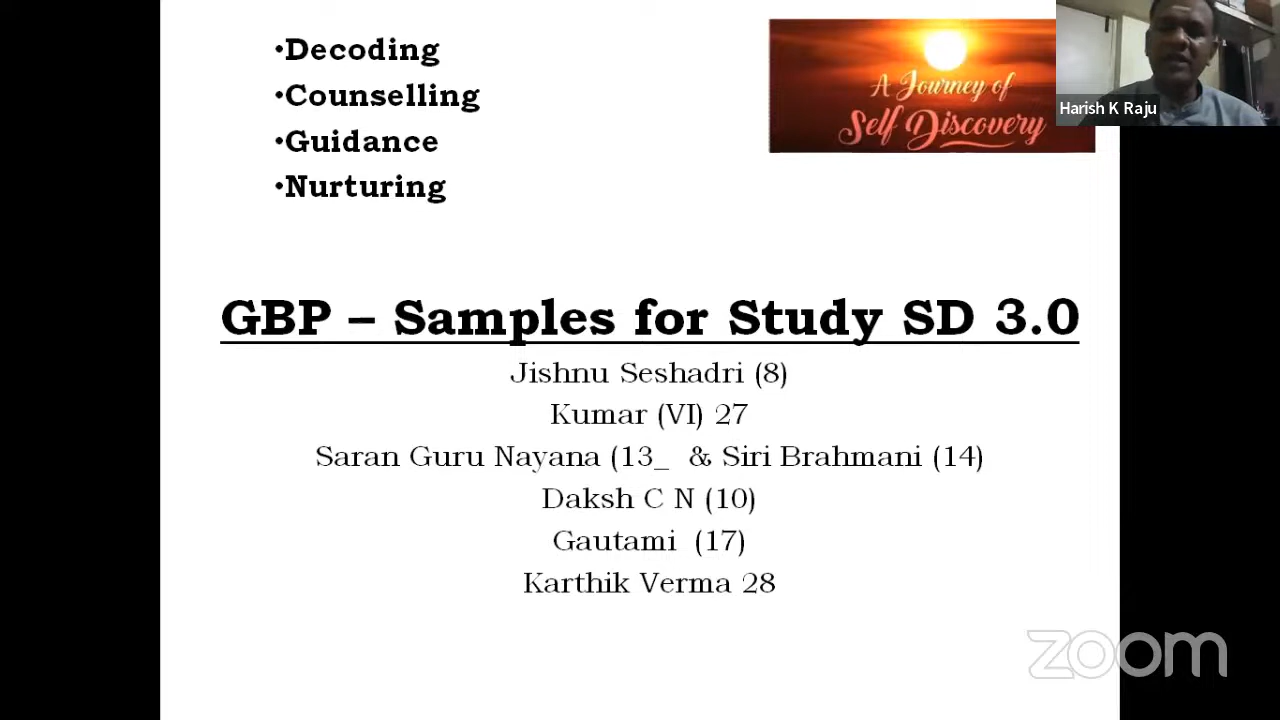 •Decoding
•Counselling
•Guidance
•Nurturing
A Journey of
Self Discovery
Harish K Raju
GBP – Samples for Study SD 3.0
Jishnu Seshadri (8)
Kumar (VI) 27
Saran Guru Nayana (13_ & Siri Brahmani (14)
Daksh C N (10)
Gautami (17)
Karthik Verma 28
zoom